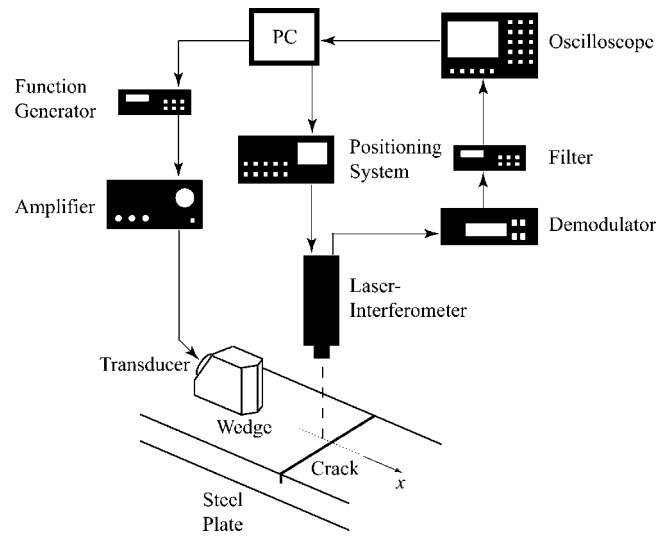 PC
Oscilloscope
Function
Generator
Positioning
System
Filter
Amplifier
Demodulator
Laser-
Interferometer
Transducer
Wedge
Crack
x
Steel
Plate